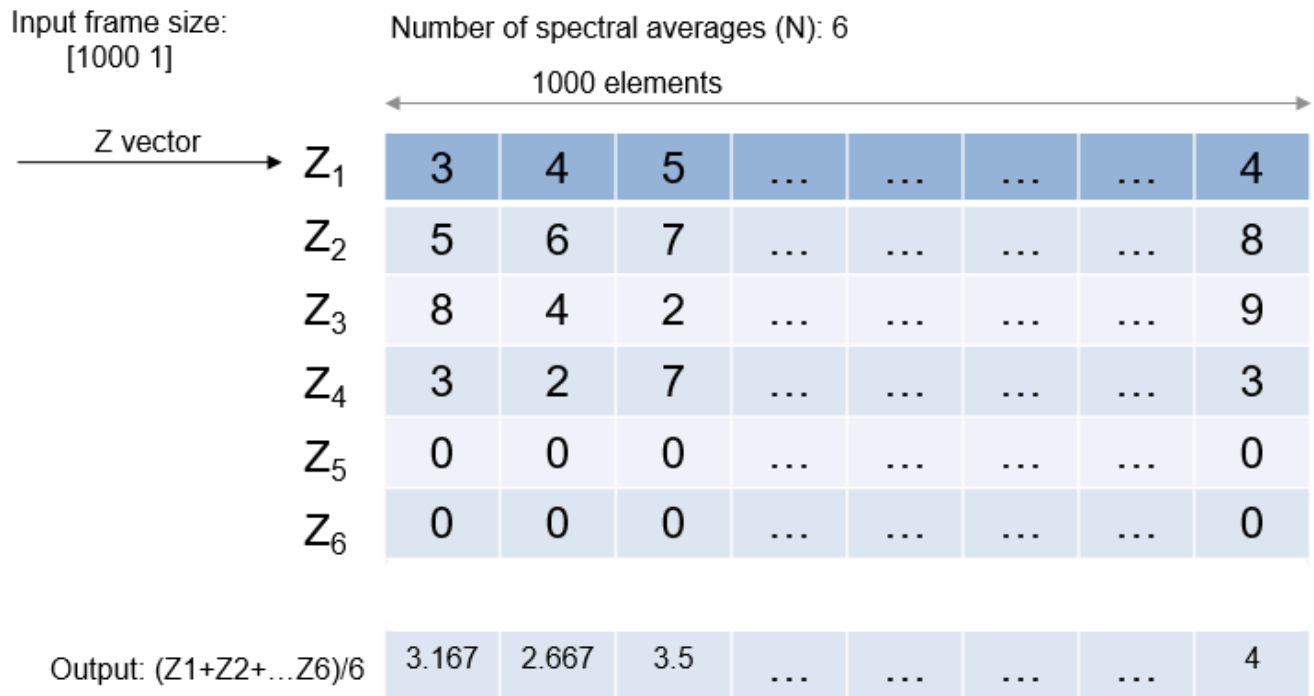 Input frame size:
[1000 1]
Number of spectral averages (N): 6
1000 elements
Z vector
Z₁ 3 4 5 ... ... ... ... 4
Z₂ 5 6 7 ... ... ... ... 8
Z₃ 8 4 2 ... ... ... ... 9
Z₄ 3 2 7 ... ... ... ... 3
Z₅ 0 0 0 ... ... ... ... 0
Z₆ 0 0 0 ... ... ... ... 0
Output: (Z1+Z2+...Z6)/6 3.167 2.667 3.5 ... ... ... ... 4